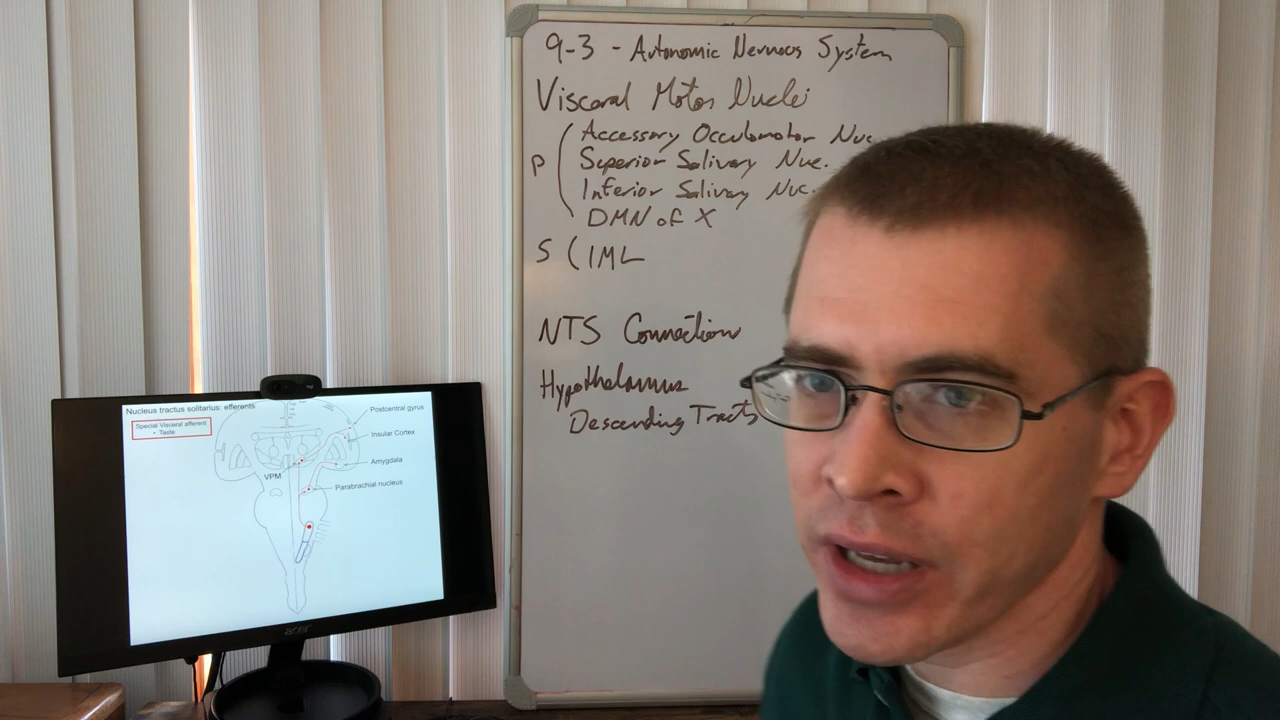 9-3 - Autonomic Nervous System
Visceral Motor Nuclei
P
Accessory Occulomotor Nuc
Superior Salivary Nuc.
Inferior Salivary Nuc.
DMN of X
S (IML
NTS Connection
Hypothalamus
Descending Tracts
Nucleus tractus solitarius: efferents
Special Visceral afferent
• Taste
Postcentral gyrus
Insular Cortex
Amygdala
VPM
Parabrachial nucleus
acer